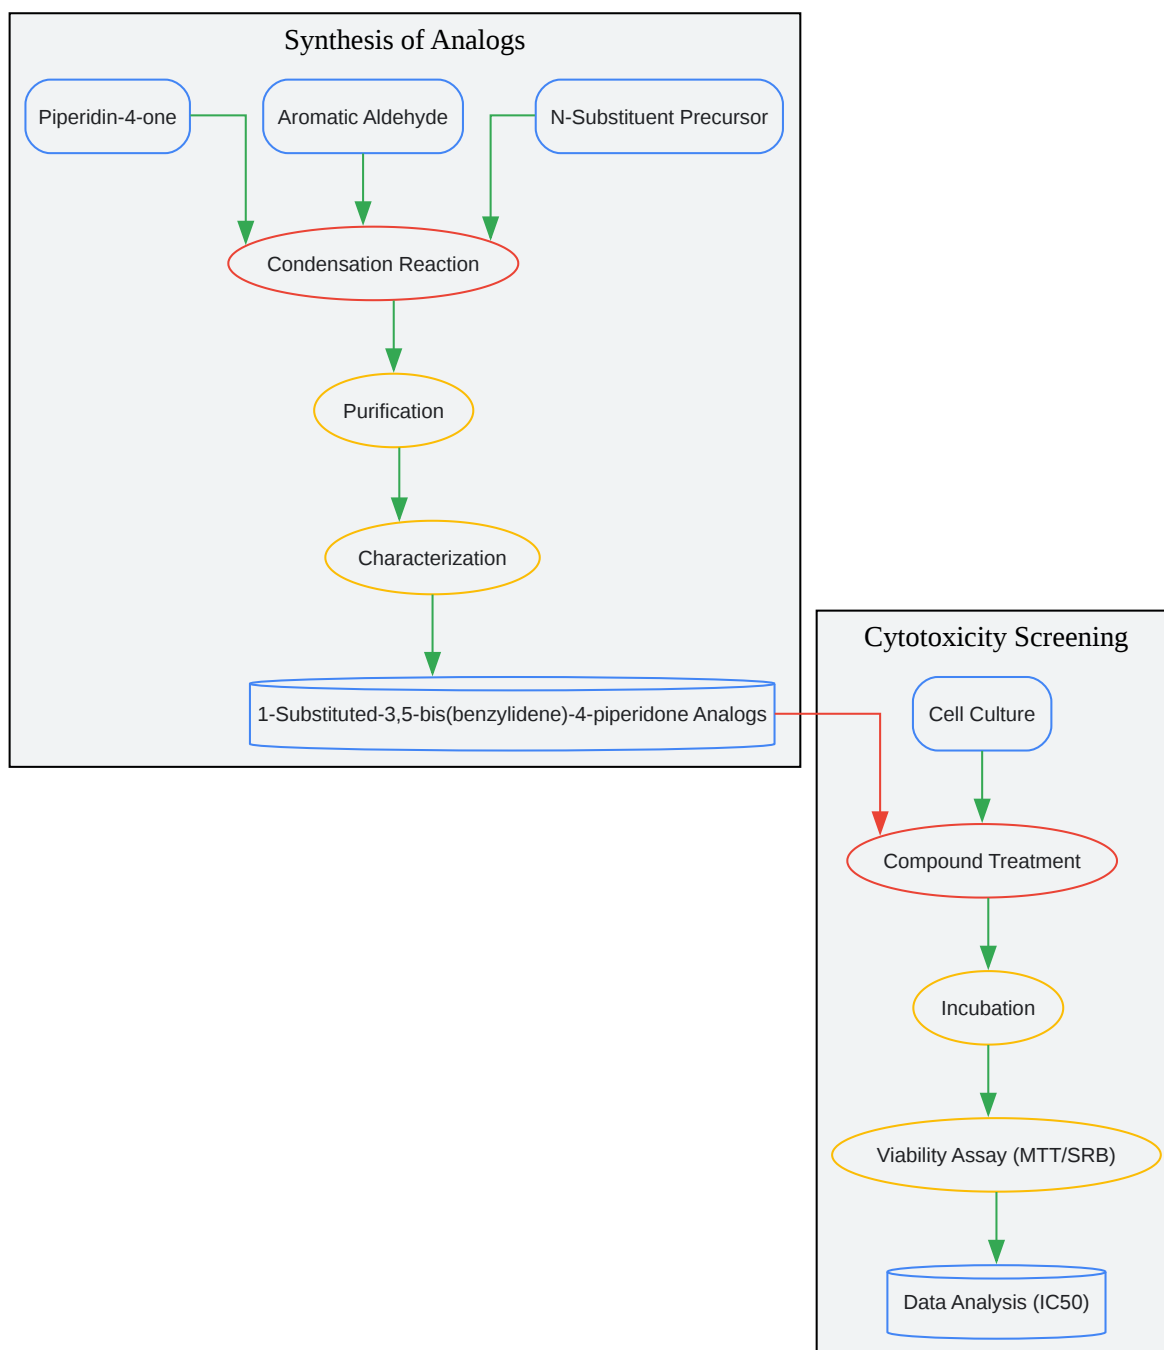 Synthesis of Analogs
Piperidin-4-one
Aromatic Aldehyde
N-Substituent Precursor
Condensation Reaction
Purification
Characterization
1-Substituted-3,5-bis(benzylidene)-4-piperidone Analogs
Cytotoxicity Screening
Cell Culture
Compound Treatment
Incubation
Viability Assay (MTT/SRB)
Data Analysis (IC50)